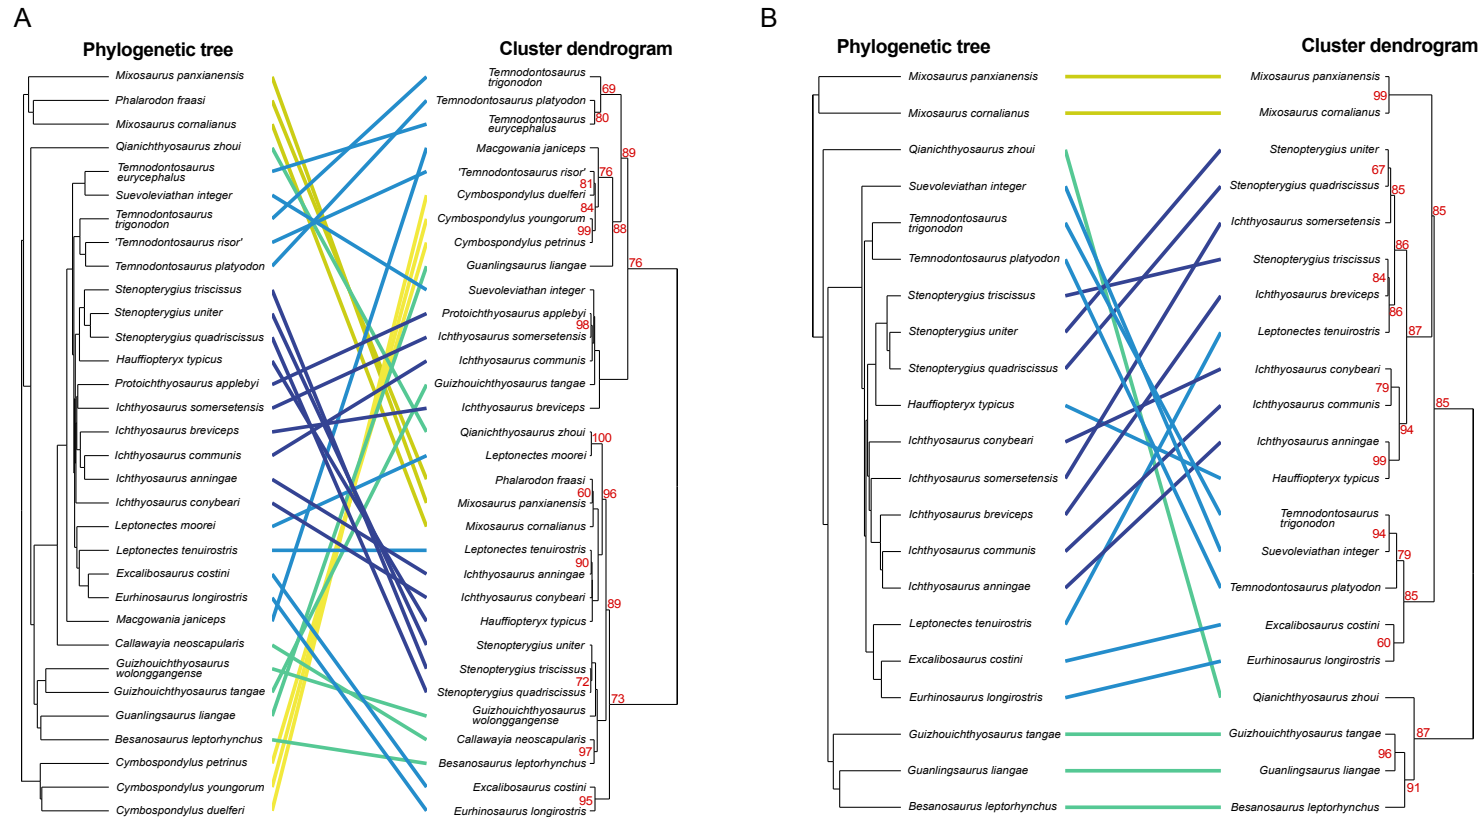 A
Phylogenetic tree
Mixosaurus panxianensis
Phalarodon fraasi
Mixosaurus cornalianus
Qianichthyosaurus zhoui
Temnodontosaurus
eurycephalus
Suevoleviathan integer
Temnodontosaurus
trigonodon
'Temnodontosaurus risor'
Temnodontosaurus platyodon
Stenopterygius triscissus
Stenopterygius uniter
Stenopterygius quadriscissus
Hauffiopteryx typicus
Protoichthyosaurus applebyi
Ichthyosaurus somersetensis
Ichthyosaurus breviceps
Ichthyosaurus communis
Ichthyosaurus anningae
Ichthyosaurus conybeari
Leptonectes moorei
Leptonectes tenuirostris
Excalibosaurus costini
Eurhinosaurus longirostris
Macgowania janiceps
Callawayia neoscapularis
Guizhouichthyosaurus
wolonggangense
Guizhouichthyosaurus tangae
Guanlingsaurus liangae
Besanosaurus leptorhynchus
Cymbospondylus petrinus
Cymbospondylus youngorum
Cymbospondylus duelferi
Cluster dendrogram
Temnodontosaurus
trigonodon
Temnodontosaurus platyodon
Temnodontosaurus
eurycephalus
Macgowania janiceps
'Temnodontosaurus risor'
Cymbospondylus duelferi
Cymbospondylus youngorum
Cymbospondylus petrinus
Guanlingsaurus liangae
Suevoleviathan integer
Protoichthyosaurus applebyi
Ichthyosaurus somersetensis
Ichthyosaurus communis
Guizhouichthyosaurus tangae
Ichthyosaurus breviceps
Qianichthyosaurus zhoui
Leptonectes moorei
Phalarodon fraasi
Mixosaurus panxianensis
Mixosaurus cornalianus
Leptonectes tenuirostris
Ichthyosaurus anningae
Ichthyosaurus conybeari
Hauffiopteryx typicus
Stenopterygius uniter
Stenopterygius triscissus
Stenopterygius quadriscissus
Guizhouichthyosaurus
wolonggangense
Callawayia neoscapularis
Besanosaurus leptorhynchus
Excalibosaurus costini
Eurhinosaurus longirostris
69
80
89
76
81
84
99
88
76
98
100
60
96
90
89
72
73
97
95
B
Phylogenetic tree
Mixosaurus panxianensis
Mixosaurus cornalianus
Qianichthyosaurus zhoui
Suevoleviathan integer
Temnodontosaurus
trigonodon
Temnodontosaurus platyodon
Stenopterygius triscissus
Stenopterygius uniter
Stenopterygius quadriscissus
Hauffiopteryx typicus
Ichthyosaurus conybeari
Ichthyosaurus somersetensis
Ichthyosaurus breviceps
Ichthyosaurus communis
Ichthyosaurus anningae
Leptonectes tenuirostris
Excalibosaurus costini
Eurhinosaurus longirostris
Guizhouichthyosaurus tangae
Guanlingsaurus liangae
Besanosaurus leptorhynchus
Cluster dendrogram
Mixosaurus panxianensis
Mixosaurus cornalianus
Stenopterygius uniter
Stenopterygius quadriscissus
Ichthyosaurus somersetensis
Stenopterygius triscissus
Ichthyosaurus breviceps
Leptonectes tenuirostris
Ichthyosaurus conybeari
Ichthyosaurus communis
Ichthyosaurus anningae
Hauffiopteryx typicus
Temnodontosaurus
trigonodon
Suevoleviathan integer
Temnodontosaurus platyodon
Excalibosaurus costini
Eurhinosaurus longirostris
Qianichthyosaurus zhoui
Guizhouichthyosaurus tangae
Guanlingsaurus liangae
Besanosaurus leptorhynchus
99
67
85
85
86
84
86
87
79
85
94
99
94
79
85
60
87
96
91